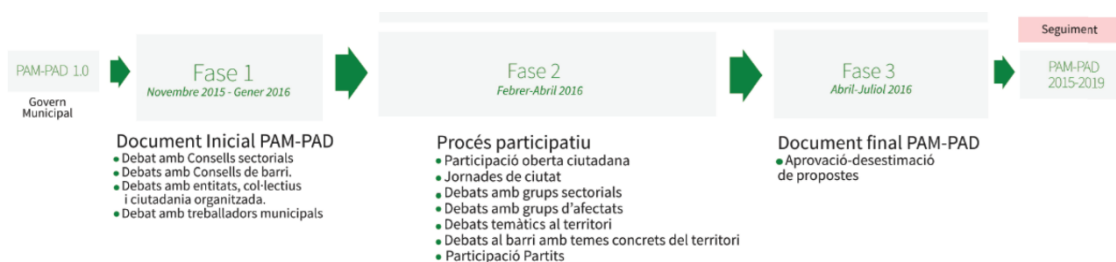 PAM-PAD 1.0
Govern
Municipal
Fase 1
Novembre 2015 - Gener 2016
Document Inicial PAM-PAD
• Debat amb Consells sectorials
• Debats amb Consells de barri.
• Debats amb entitats, col·lectius
i ciutadania organitzada.
• Debat amb treballadors municipals
Fase 2
Febrer-Abril 2016
Procés participatiu
• Participació oberta ciutadana
• Jornades de ciutat
• Debats amb grups sectorials
• Debats amb grups d'afectats
• Debats temàtics al territori
• Debats al barri amb temes concrets del territori
• Participació Partits
Fase 3
Abril-Juliol 2016
Document final PAM-PAD
• Aprovació-desestimació
de propostes
Seguiment
PAM-PAD
2015-2019